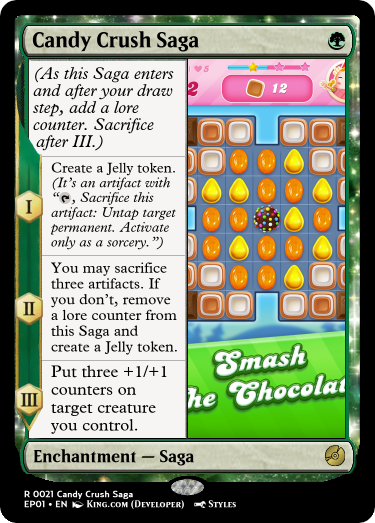 Candy Crush Saga
(As this Saga enters
and after your draw
step, add a lore
counter. Sacrifice
after III.)
5
2
12
I
Create a Jelly token.
(It's an artifact with
“, Sacrifice this
artifact: Untap target
permanent. Activate
only as a sorcery.”)
II
You may sacrifice
three artifacts. If
you don't, remove
a lore counter from
this Saga and
create a Jelly token.
III
Put three +1/+1
counters on
target creature
you control.
Smash
he Chocolat
Enchantment — Saga
R 0021 Candy Crush Saga
EP01 • EN King.com (Developer) Styles